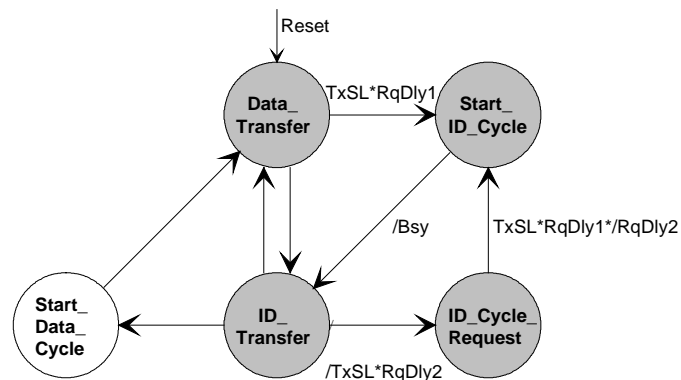 Reset
Data_
Transfer
TxSL*RqDly1
Start_
ID_Cycle
/Bsy
TxSL*RqDly1*/RqDly2
Start_
Data_
Cycle
ID_
Transfer
ID_Cycle_
Request
/TxSL*RqDly2